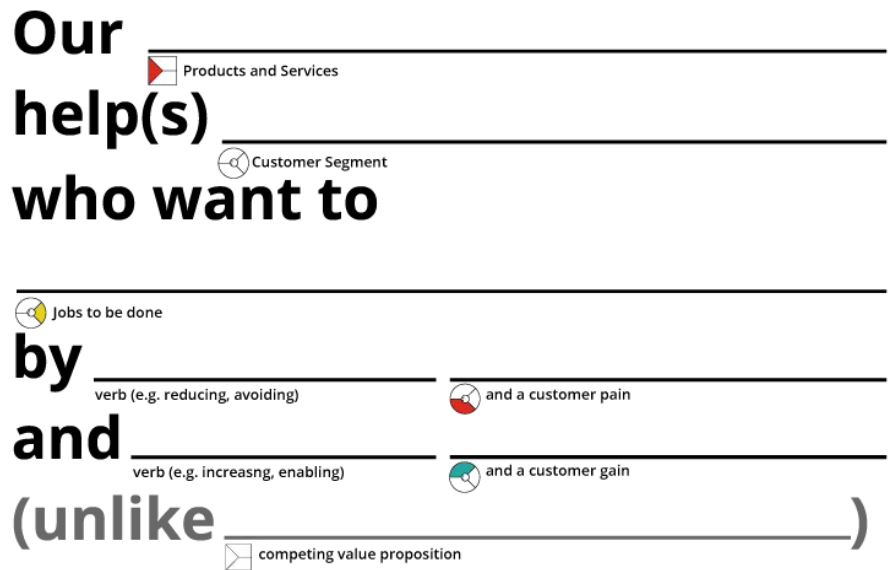 Our
Products and Services
help(s)
Customer Segment
who want to
Jobs to be done
by
verb (e.g. reducing, avoiding) and a customer pain
and
verb (e.g. increasng, enabling) and a customer gain
(unlike )
competing value proposition